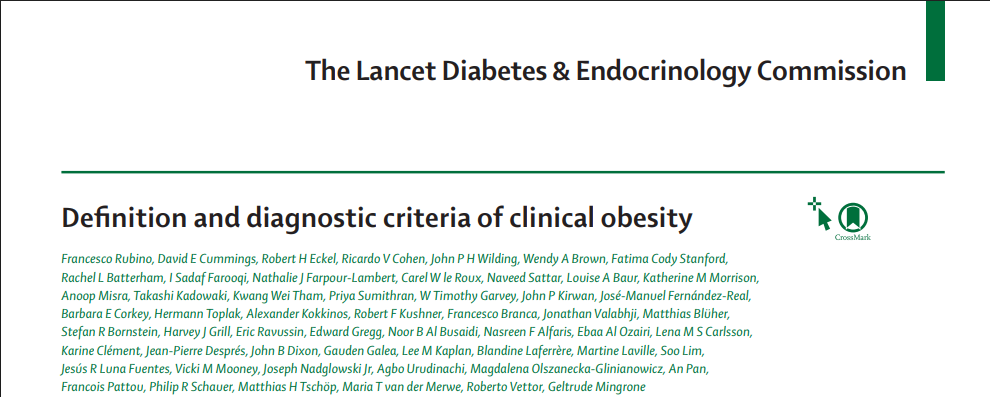 The Lancet Diabetes & Endocrinology Commission
Definition and diagnostic criteria of clinical obesity
CrossMark
Francesco Rubino, David E Cummings, Robert H Eckel, Ricardo V Cohen, John P H Wilding, Wendy A Brown, Fatima Cody Stanford,
Rachel L Batterham, I Sadaf Farooqi, Nathalie J Farpour-Lambert, Carel W le Roux, Naveed Sattar, Louise A Baur, Katherine M Morrison,
Anoop Misra, Takashi Kadowaki, Kwang Wei Tham, Priya Sumithran, W Timothy Garvey, John P Kirwan, José-Manuel Fernández-Real,
Barbara E Corkey, Hermann Toplak, Alexander Kokkinos, Robert F Kushner, Francesco Branca, Jonathan Valabhji, Matthias Blüher,
Stefan R Bornstein, Harvey J Grill, Eric Ravussin, Edward Gregg, Noor B Al Busaidi, Nasreen F Alfaris, Ebaa Al Ozairi, Lena M S Carlsson,
Karine Clément, Jean-Pierre Després, John B Dixon, Gauden Galea, Lee M Kaplan, Blandine Laferrère, Martine Laville, Soo Lim,
Jesús R Luna Fuentes, Vicki M Mooney, Joseph Nadglowski Jr, Agbo Urudinachi, Magdalena Olszanecka-Glinianowicz, An Pan,
Francois Pattou, Philip R Schauer, Matthias H Tschöp, Maria T van der Merwe, Roberto Vettor, Geltrude Mingrone